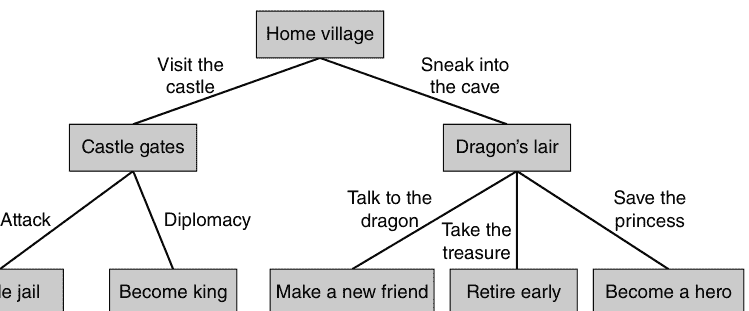 Home village
Visit the
castle
Sneak into
the cave
Castle gates
Dragon's lair
Attack
Diplomacy
Talk to the
dragon
Take the
treasure
Save the
princess
jail
Become king
Make a new friend
Retire early
Become a hero